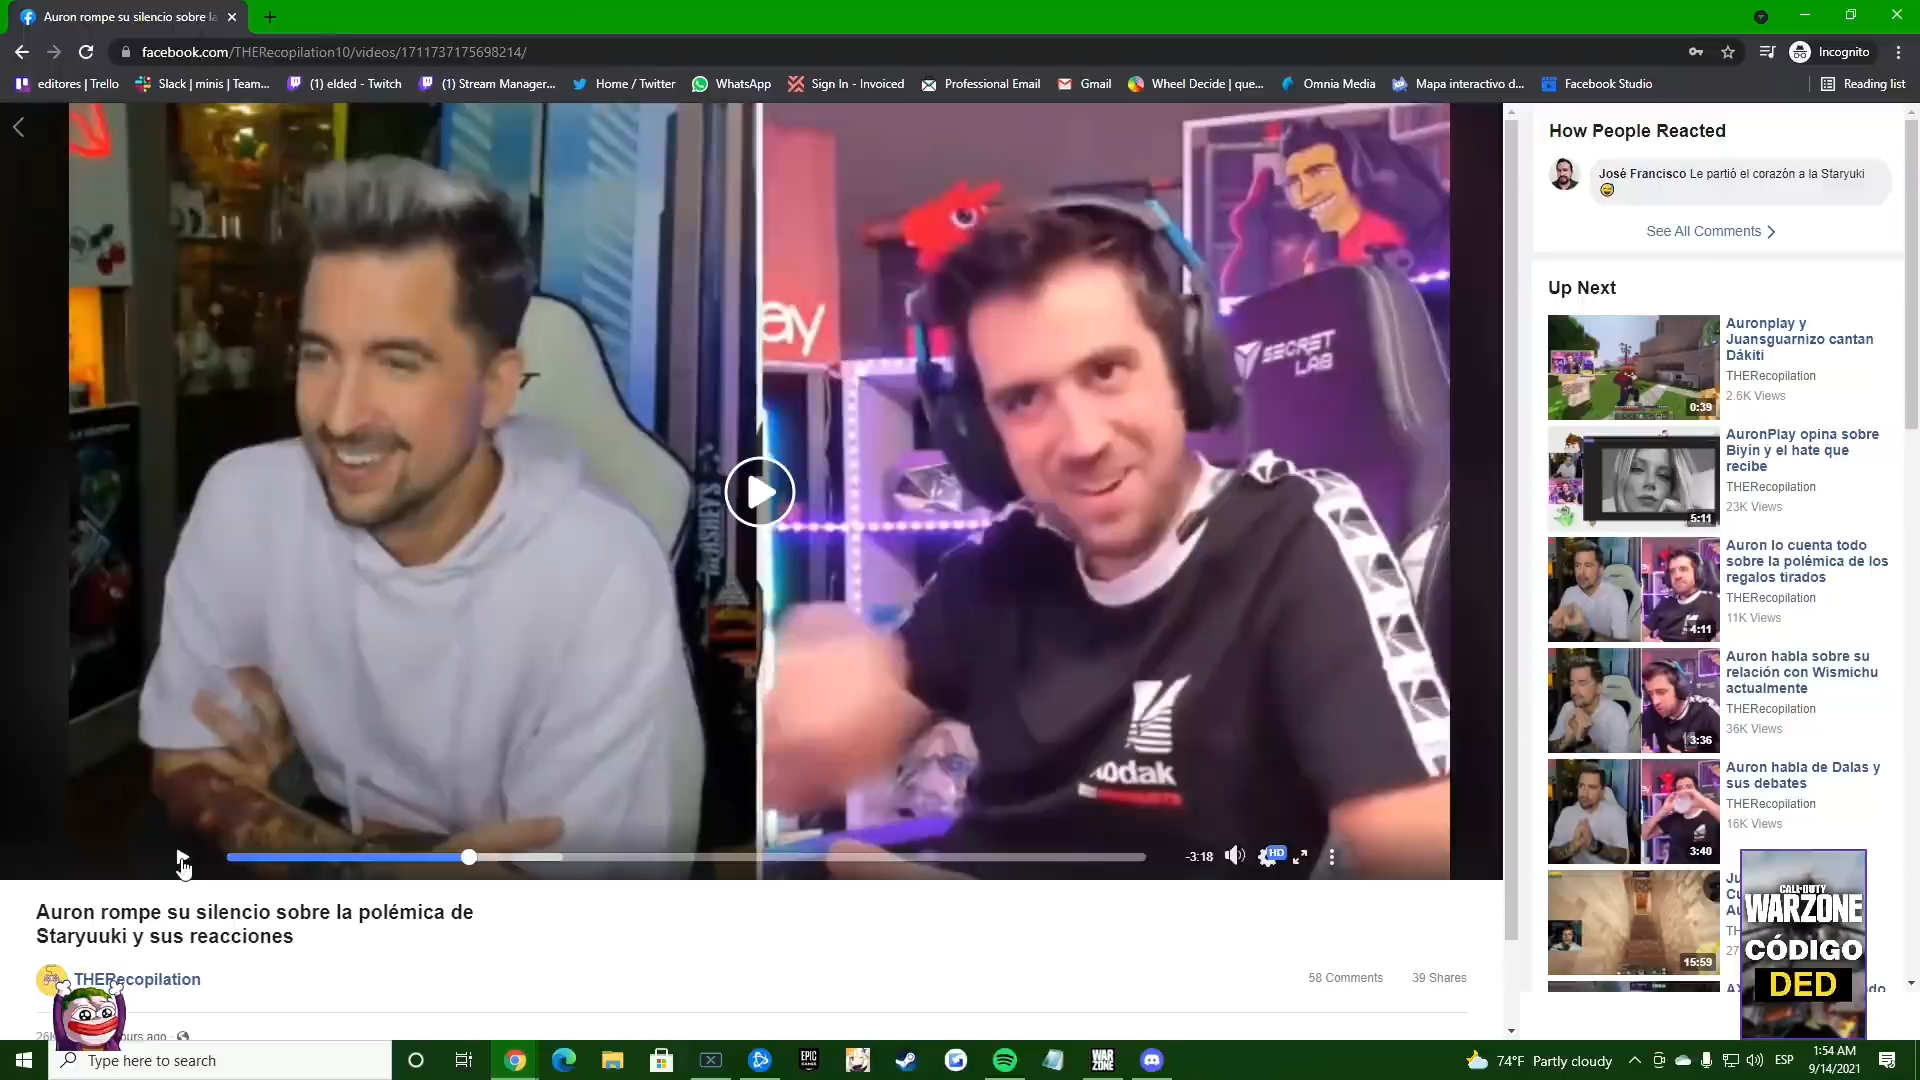 Auron rompe su silencio sobre la
facebook.com/THERecopilation10/videos/1711737175698214/
Incognito
editores | Trello
Slack | minis | Team...
(1) elded - Twitch
(1) Stream Manager...
Home / Twitter
WhatsApp
Sign In - Invoiced
Professional Email
Gmail
Wheel Decide | que...
Omnia Media
Mapa interactivo d...
Facebook Studio
Reading list
ay
SECRET
LAB
Kodak
-3:18
HD
Auron rompe su silencio sobre la polémica de
Staryuuki y sus reacciones
THERecopilation
58 Comments
39 Shares
How People Reacted
José Francisco Le partió el corazón a la Staryuki
😅
See All Comments
Up Next
Auronplay y
Juansguarnizo cantan
Dákiti
THERecopilation
2.6K Views
0:39
AuronPlay opina sobre
Biyín y el hate que
recibe
THERecopilation
23K Views
5:11
Auron lo cuenta todo
sobre la polémica de los
regalos tirados
THERecopilation
11K Views
4:11
Auron habla sobre su
relación con Wismichu
actualmente
THERecopilation
36K Views
3:36
Auron habla de Dalas y
sus debates
THERecopilation
16K Views
3:40
15:59
CALL OF DUTY
WARZONE
CÓDIGO
DED
Type here to search
EPIC
GAMES
WAR
ZONE
74°F Partly cloudy
ESP
1:54 AM
9/14/2021